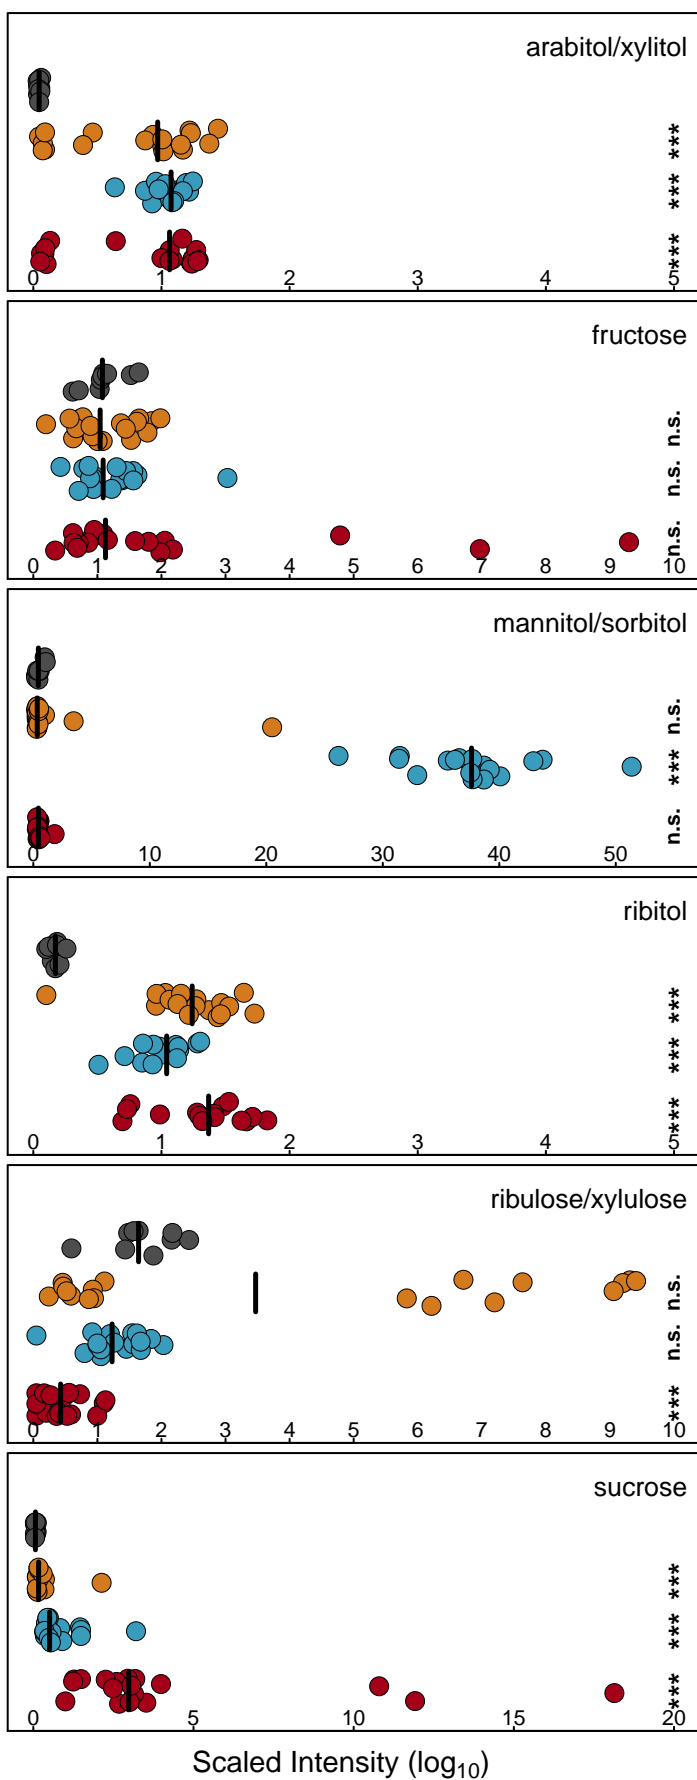 arabitol/xylitol
***
***
***
0 1 2 3 4 5
fructose
n.s.
n.s.
n.s.
0 1 2 3 4 5 6 7 8 9 10
mannitol/sorbitol
n.s.
***
n.s.
0 10 20 30 40 50
ribitol
***
***
***
0 1 2 3 4 5
ribulose/xylulose
n.s.
n.s.
***
0 1 2 3 4 5 6 7 8 9 10
sucrose
***
***
***
0 5 10 15 20
Scaled Intensity (log10)